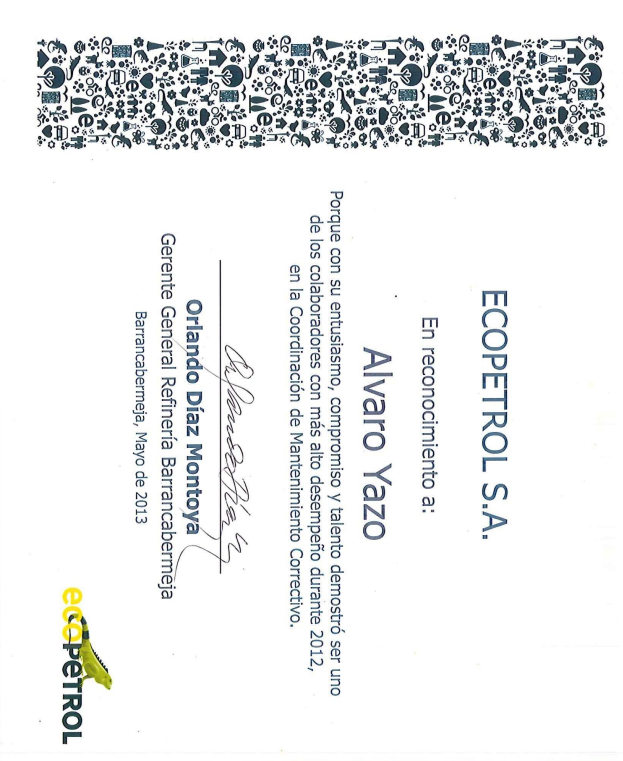 ECOPETROL S.A.
En reconocimiento a:
Alvaro Yazo
Porque con su entusiasmo, compromiso y talento demostró ser uno
de los colaboradores con más alto desempeño durante 2012,
en la Coordinación de Mantenimiento Correctivo.
Orlando Díaz M
Orlando Díaz Montoya
Gerente General Refinería Barrancabermeja
Barrancabermeja, Mayo de 2013
ecoPETROL